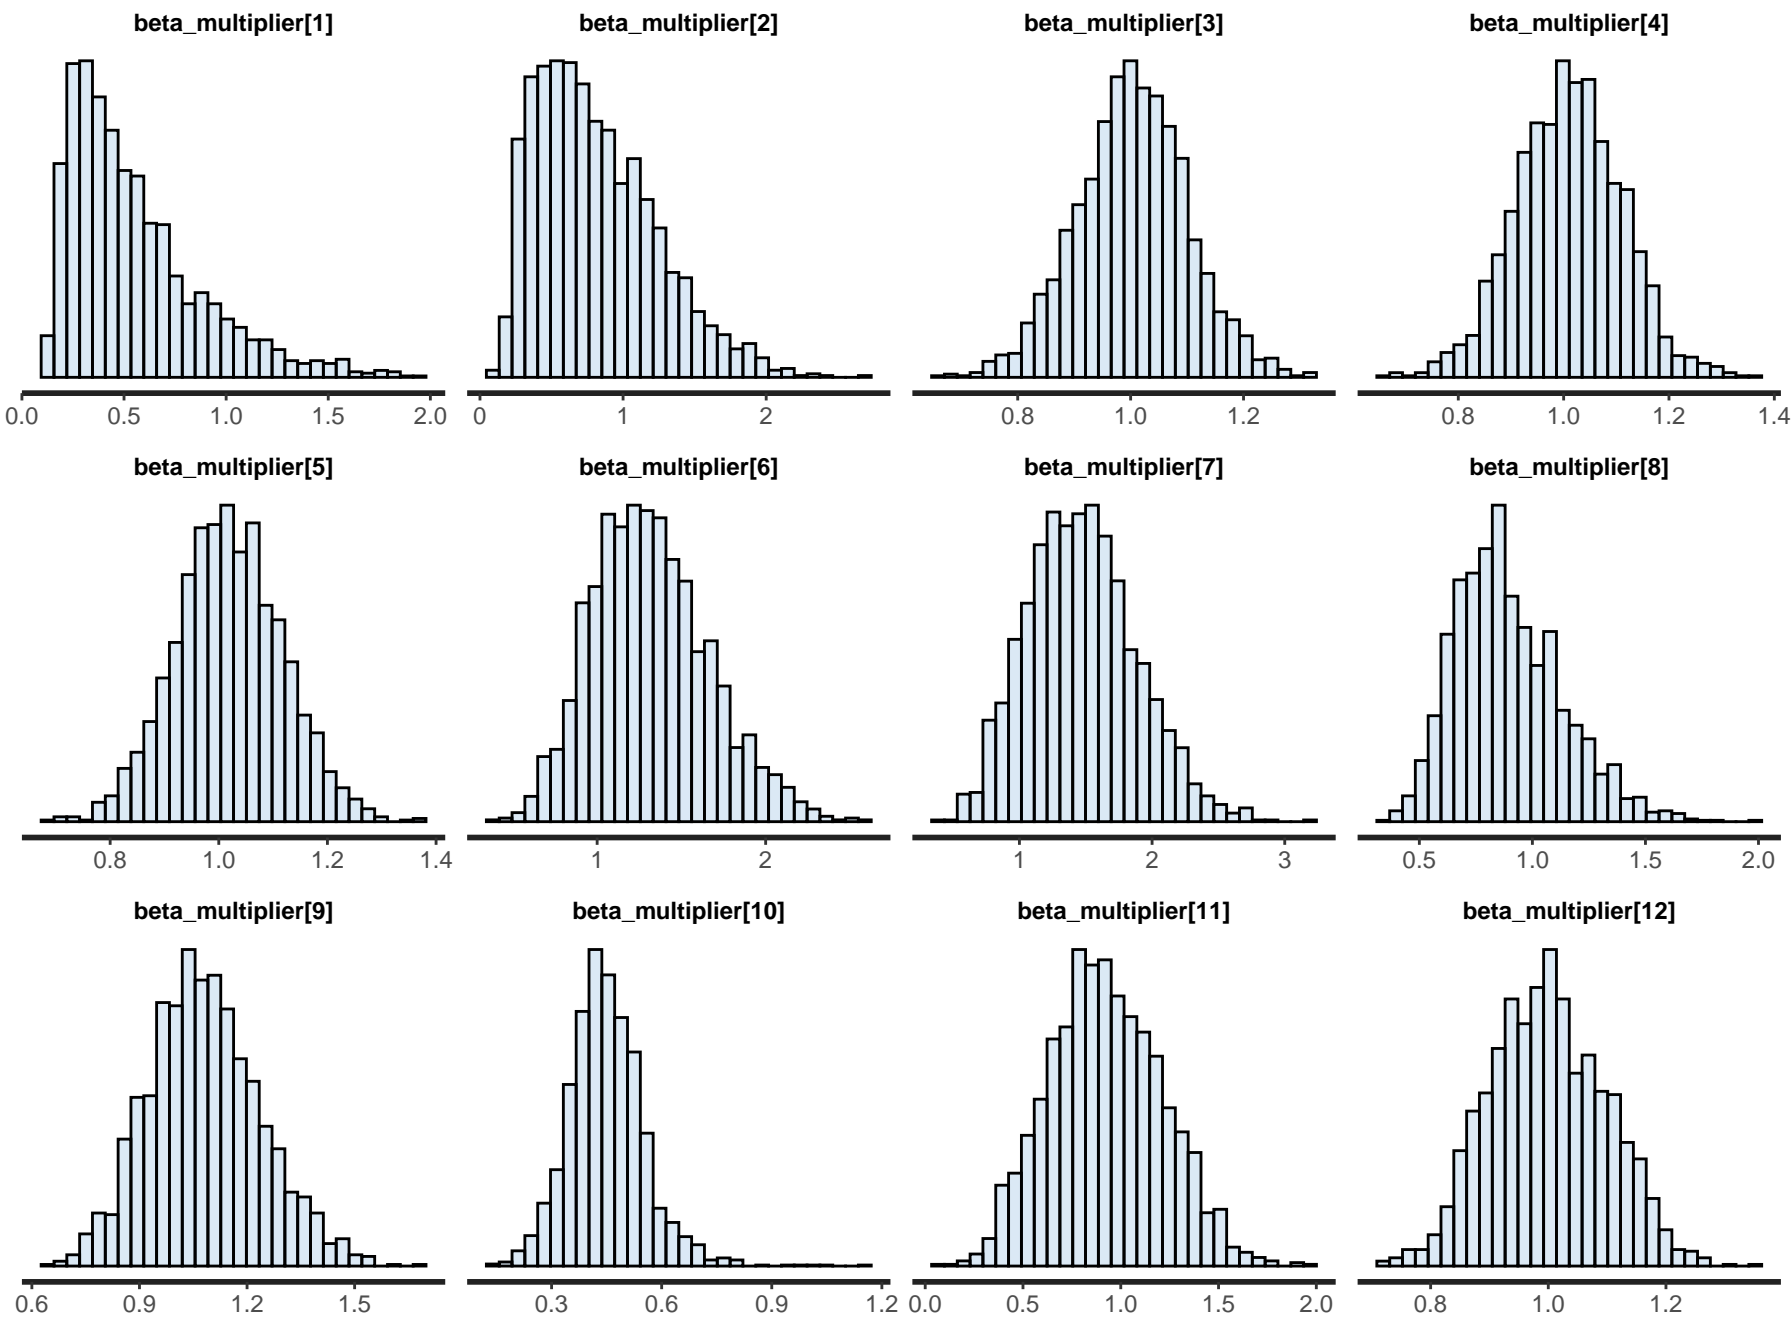 beta_multiplier[1] beta_multiplier[2] beta_multiplier[3] beta_multiplier[4]
0.0 0.5 1.0 1.5 2.0 0 1 2 0.8 1.0 1.2 0.8 1.0 1.2 1.4
beta_multiplier[5] beta_multiplier[6] beta_multiplier[7] beta_multiplier[8]
0.8 1.0 1.2 1.4 1 2 1 2 3 0.5 1.0 1.5 2.0
beta_multiplier[9] beta_multiplier[10] beta_multiplier[11] beta_multiplier[12]
0.6 0.9 1.2 1.5 0.3 0.6 0.9 1.2 0.0 0.5 1.0 1.5 2.0 0.8 1.0 1.2